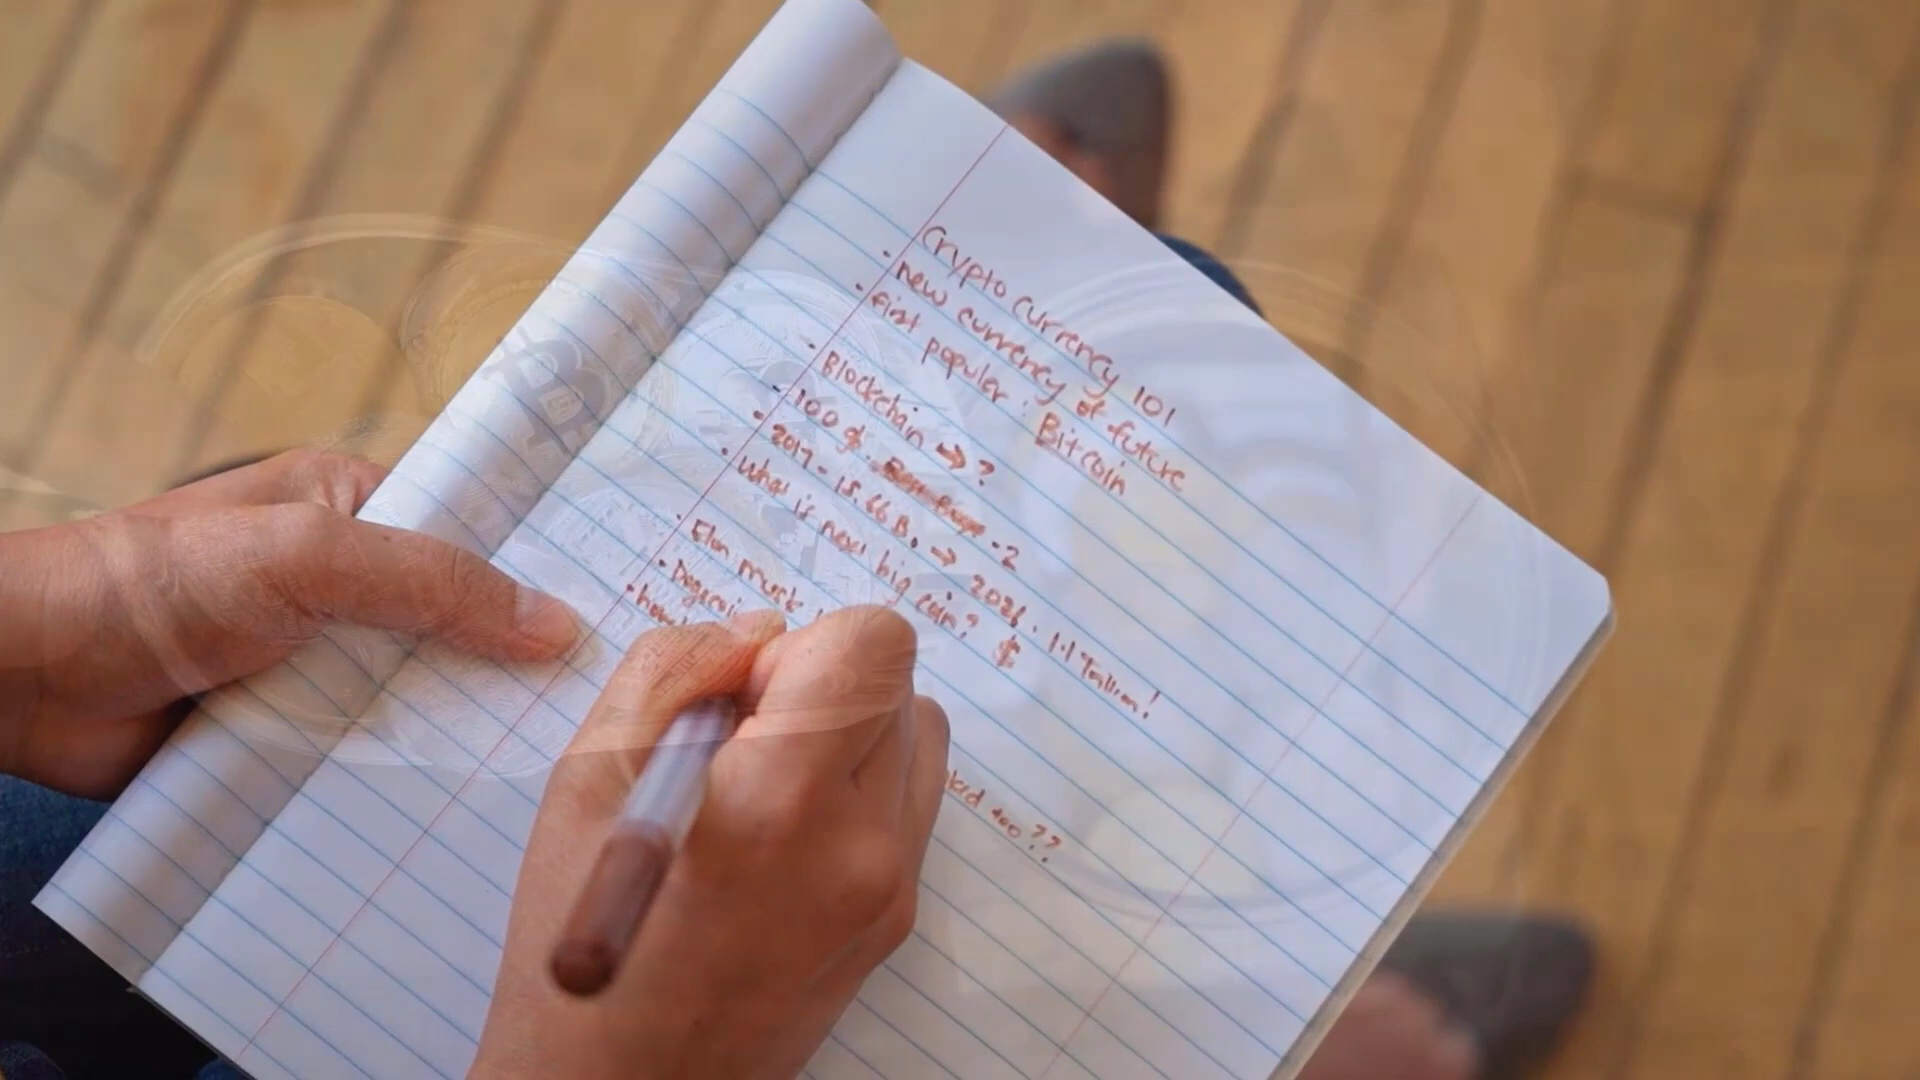 Crypto Currency 101
• new currency of future
• first popular : Bitcoin
• Blockchain → ?
• 100 $ - 2
• 2017 - 15.66 B. → 2021. 1.1 Trillion!
• What is next big coin? $
• Elon musk
• Dogecoin
• how
too ??